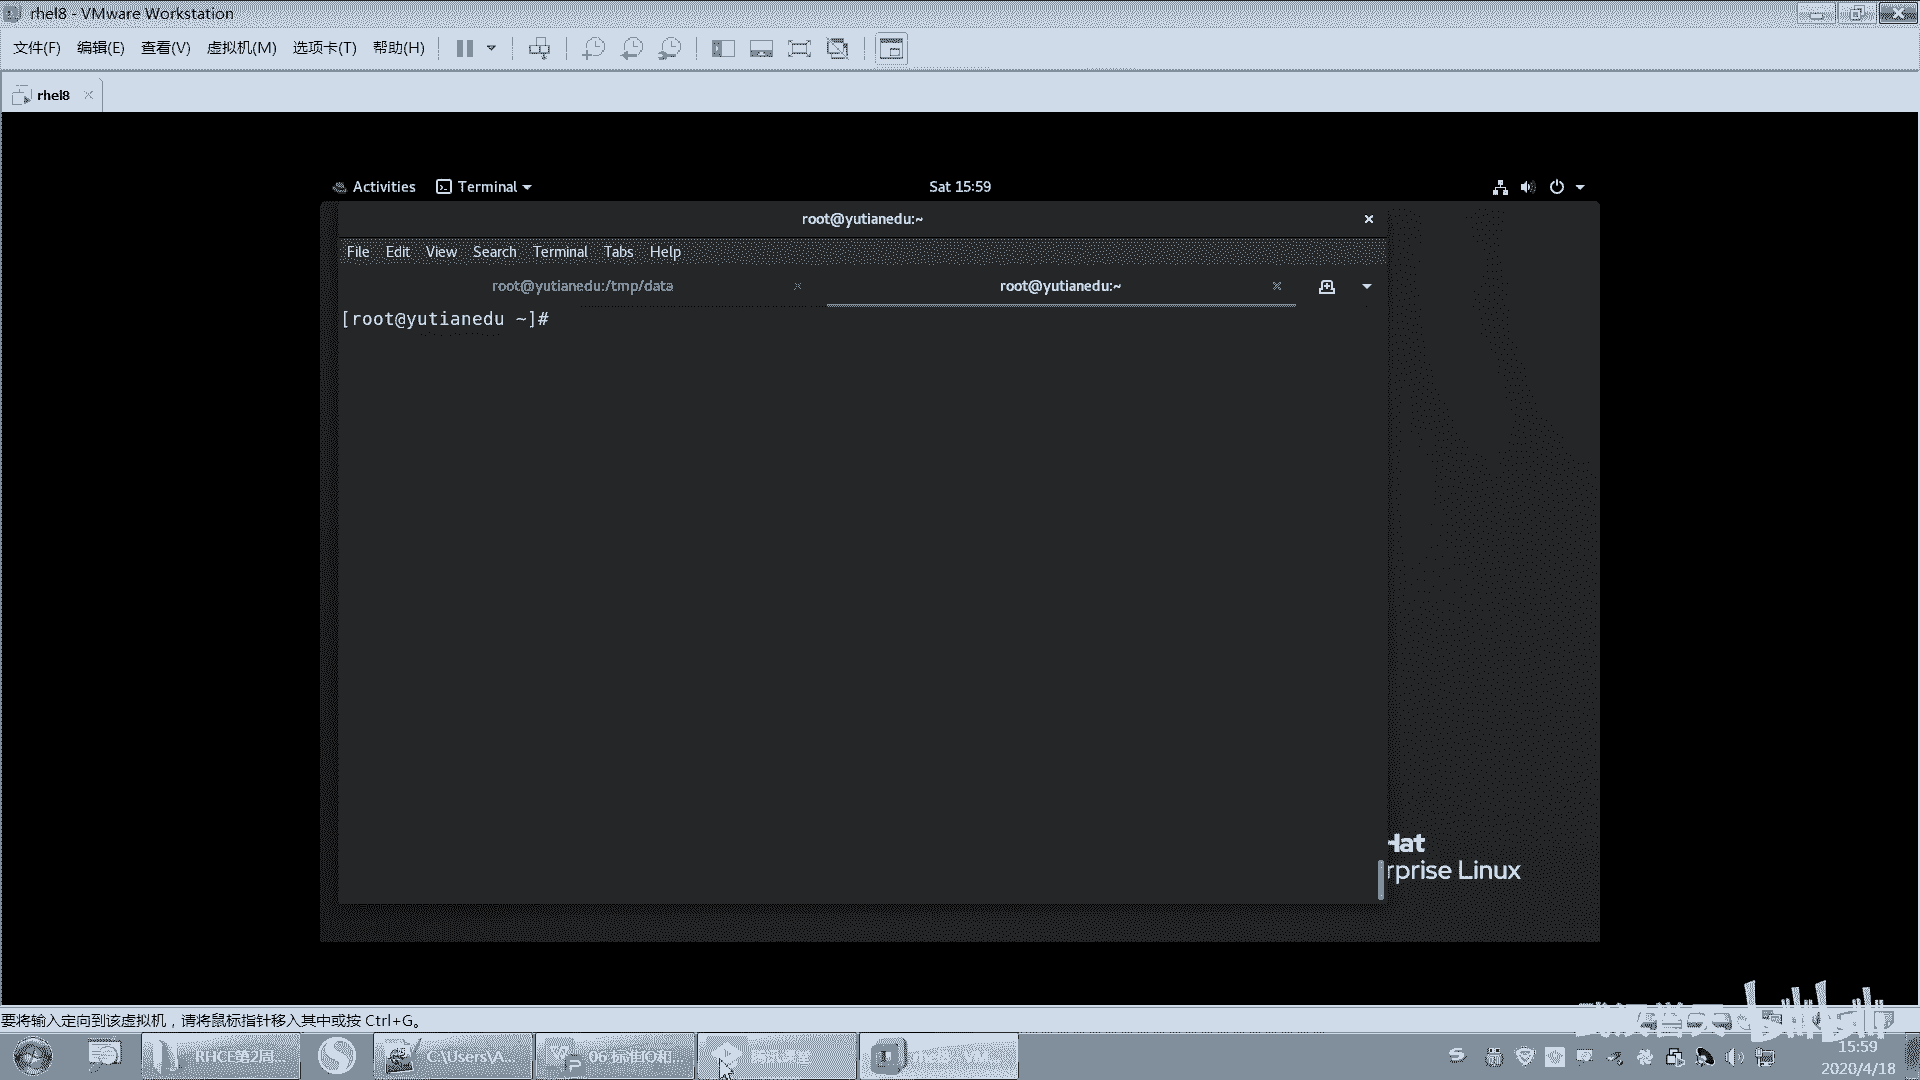 rhel8 - VMware Workstation
文件(F) 编辑(E) 查看(V) 虚拟机(M) 选项卡(T) 帮助(H)
rhel8
Activities Terminal Sat 15:59
root@yutianedu:~
File Edit View Search Terminal Tabs Help
root@yutianedu:/tmp/data root@yutianedu:~
[root@yutianedu ~]#
Hat
rprise Linux
要将输入定向到该虚拟机，请将鼠标指针移入其中或按 Ctrl+G。
bilibili
RHCE第2周... C:\Users\A... 06 标准IO和... 腾讯课堂 rhel8 - VM...
15:59
2020/4/18